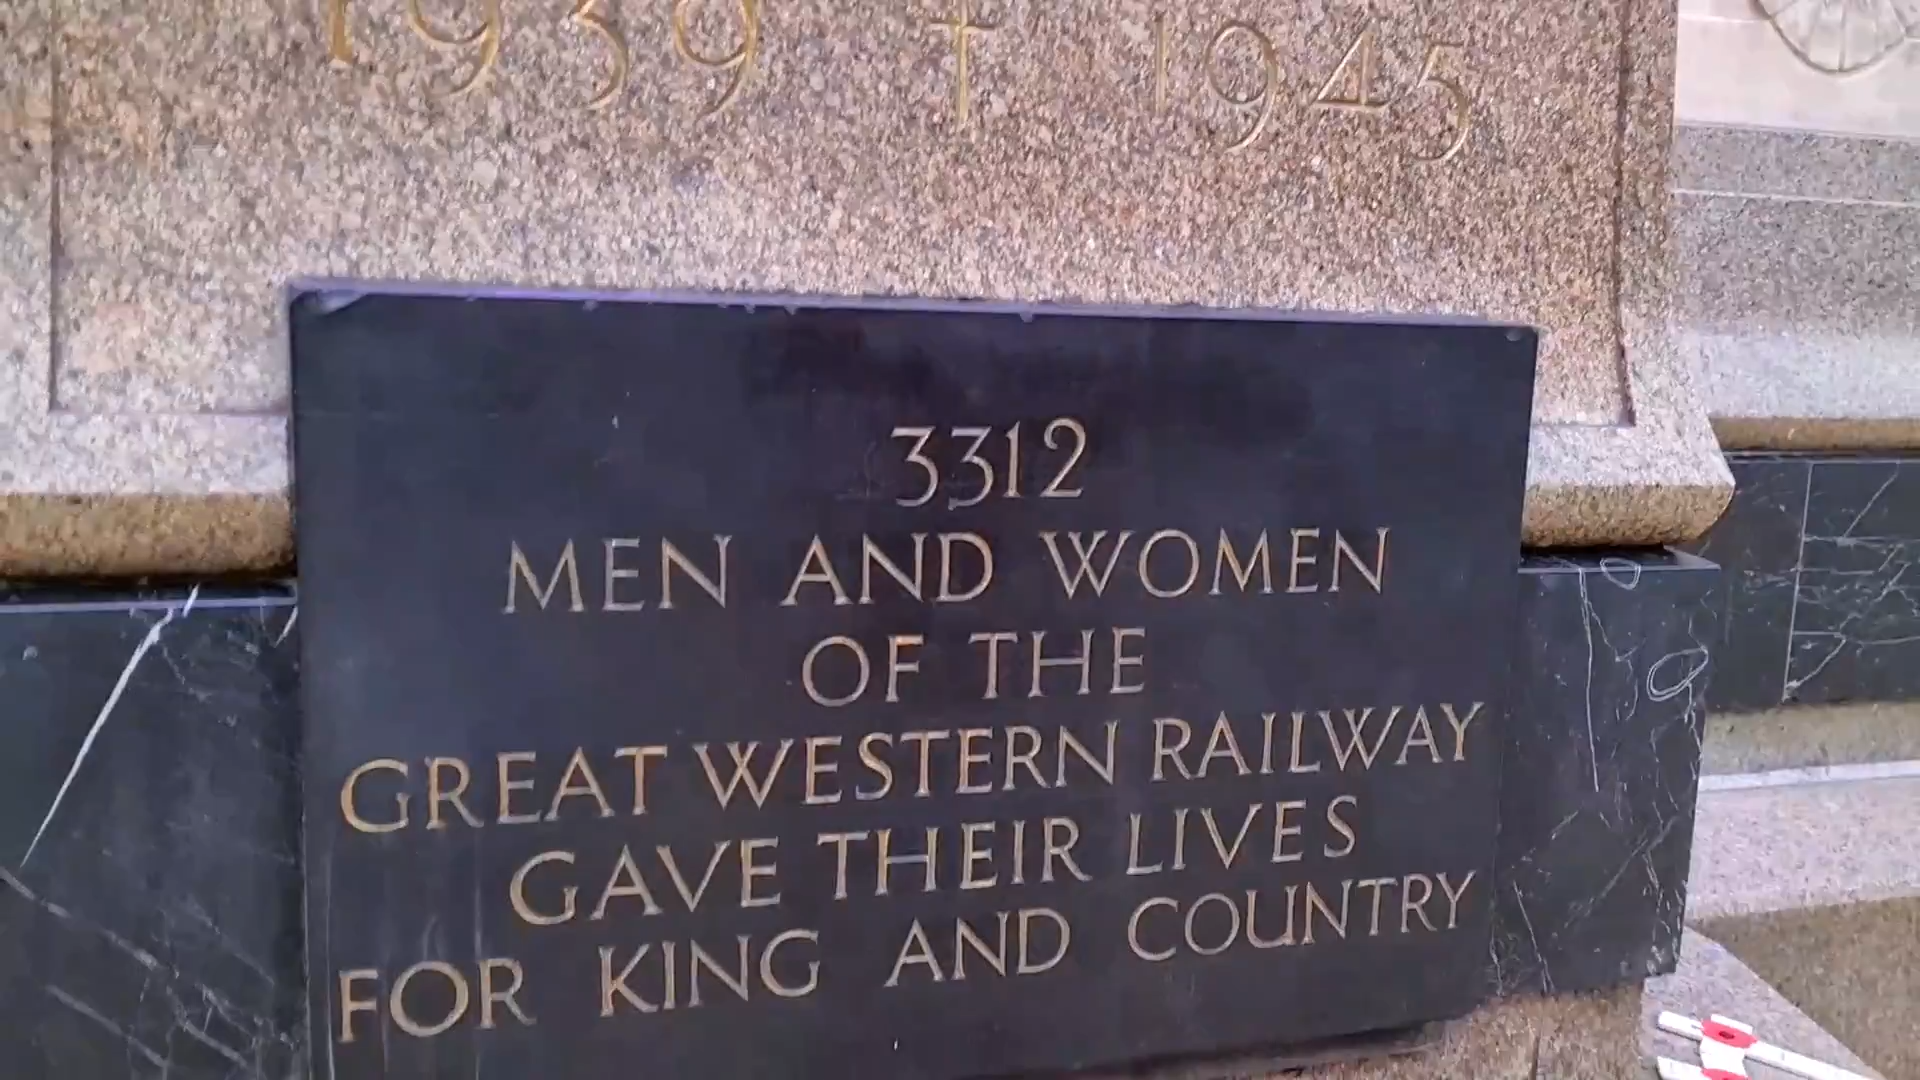 1939 † 1945
3312
MEN AND WOMEN
OF THE
GREAT WESTERN RAILWAY
GAVE THEIR LIVES
FOR KING AND COUNTRY